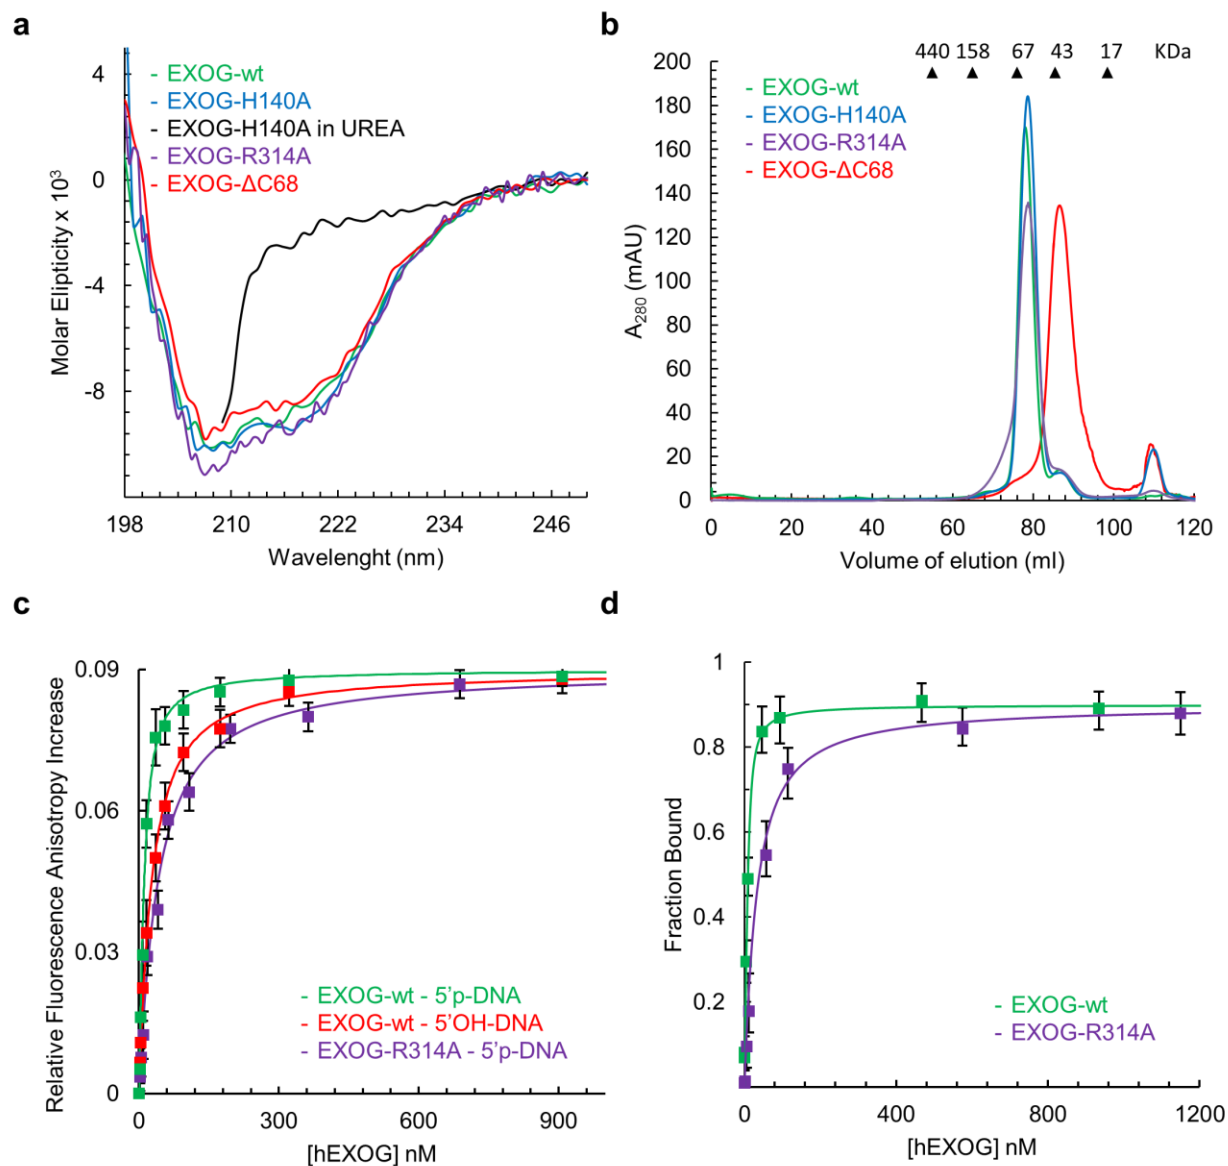 a
4
0
-4
-8
Molar Elipticity x 10³
- EXOG-wt
- EXOG-H140A
- EXOG-H140A in UREA
- EXOG-R314A
- EXOG-ΔC68
198 210 222 234 246
Wavelenght (nm)
b
440 158 67 43 17 KDa
200
180
160
140
120
100
80
60
40
20
0
A₂₈₀ (mAU)
- EXOG-wt
- EXOG-H140A
- EXOG-R314A
- EXOG-ΔC68
0 20 40 60 80 100 120
Volume of elution (ml)
c
0.09
0.06
0.03
0
Relative Fluorescence Anisotropy Increase
- EXOG-wt - 5'p-DNA
- EXOG-wt - 5'OH-DNA
- EXOG-R314A - 5'p-DNA
0 300 600 900
[hEXOG] nM
d
1
0.8
0.6
0.4
0.2
Fraction Bound
- EXOG-wt
- EXOG-R314A
0 400 800 1200
[hEXOG] nM